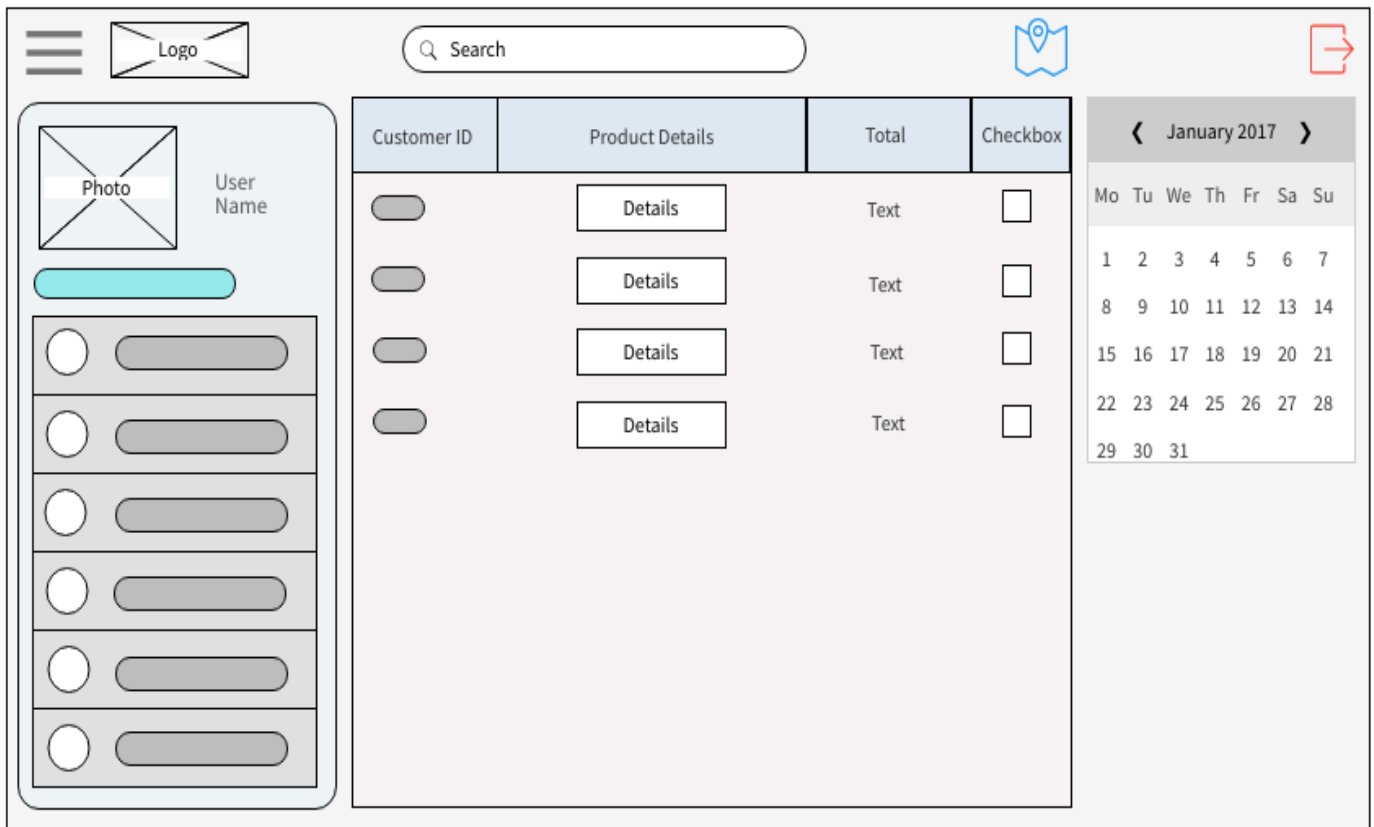 Logo
Search
Photo
User
Name
Customer ID Product Details Total Checkbox
Details Text
Details Text
Details Text
Details Text
❮ January 2017 ❯
Mo Tu We Th Fr Sa Su
1 2 3 4 5 6 7
8 9 10 11 12 13 14
15 16 17 18 19 20 21
22 23 24 25 26 27 28
29 30 31